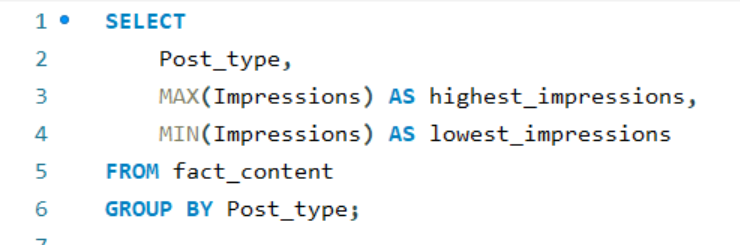 1 SELECT
2 Post_type,
3 MAX(Impressions) AS highest_impressions,
4 MIN(Impressions) AS lowest_impressions
5 FROM fact_content
6 GROUP BY Post_type;
7